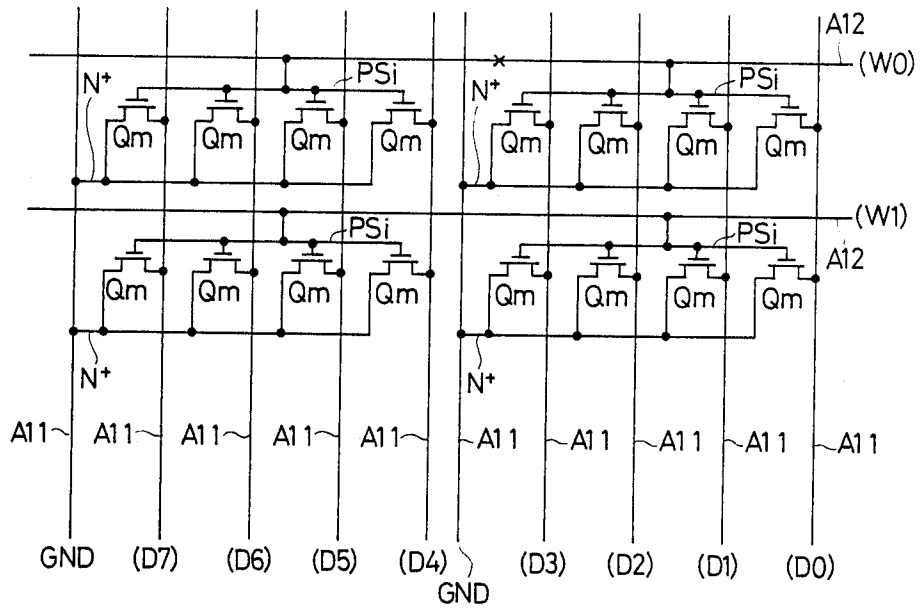 A12
(W0)
N+ PSi N+ PSi
Qm Qm Qm Qm Qm Qm Qm Qm
(W1)
PSi PSi A12
Qm Qm Qm Qm Qm Qm Qm Qm
N+ N+
A11 A11 A11 A11 A11 A11 A11 A11 A11 A11
GND (D7) (D6) (D5) (D4) (D3) (D2) (D1) (D0)
GND